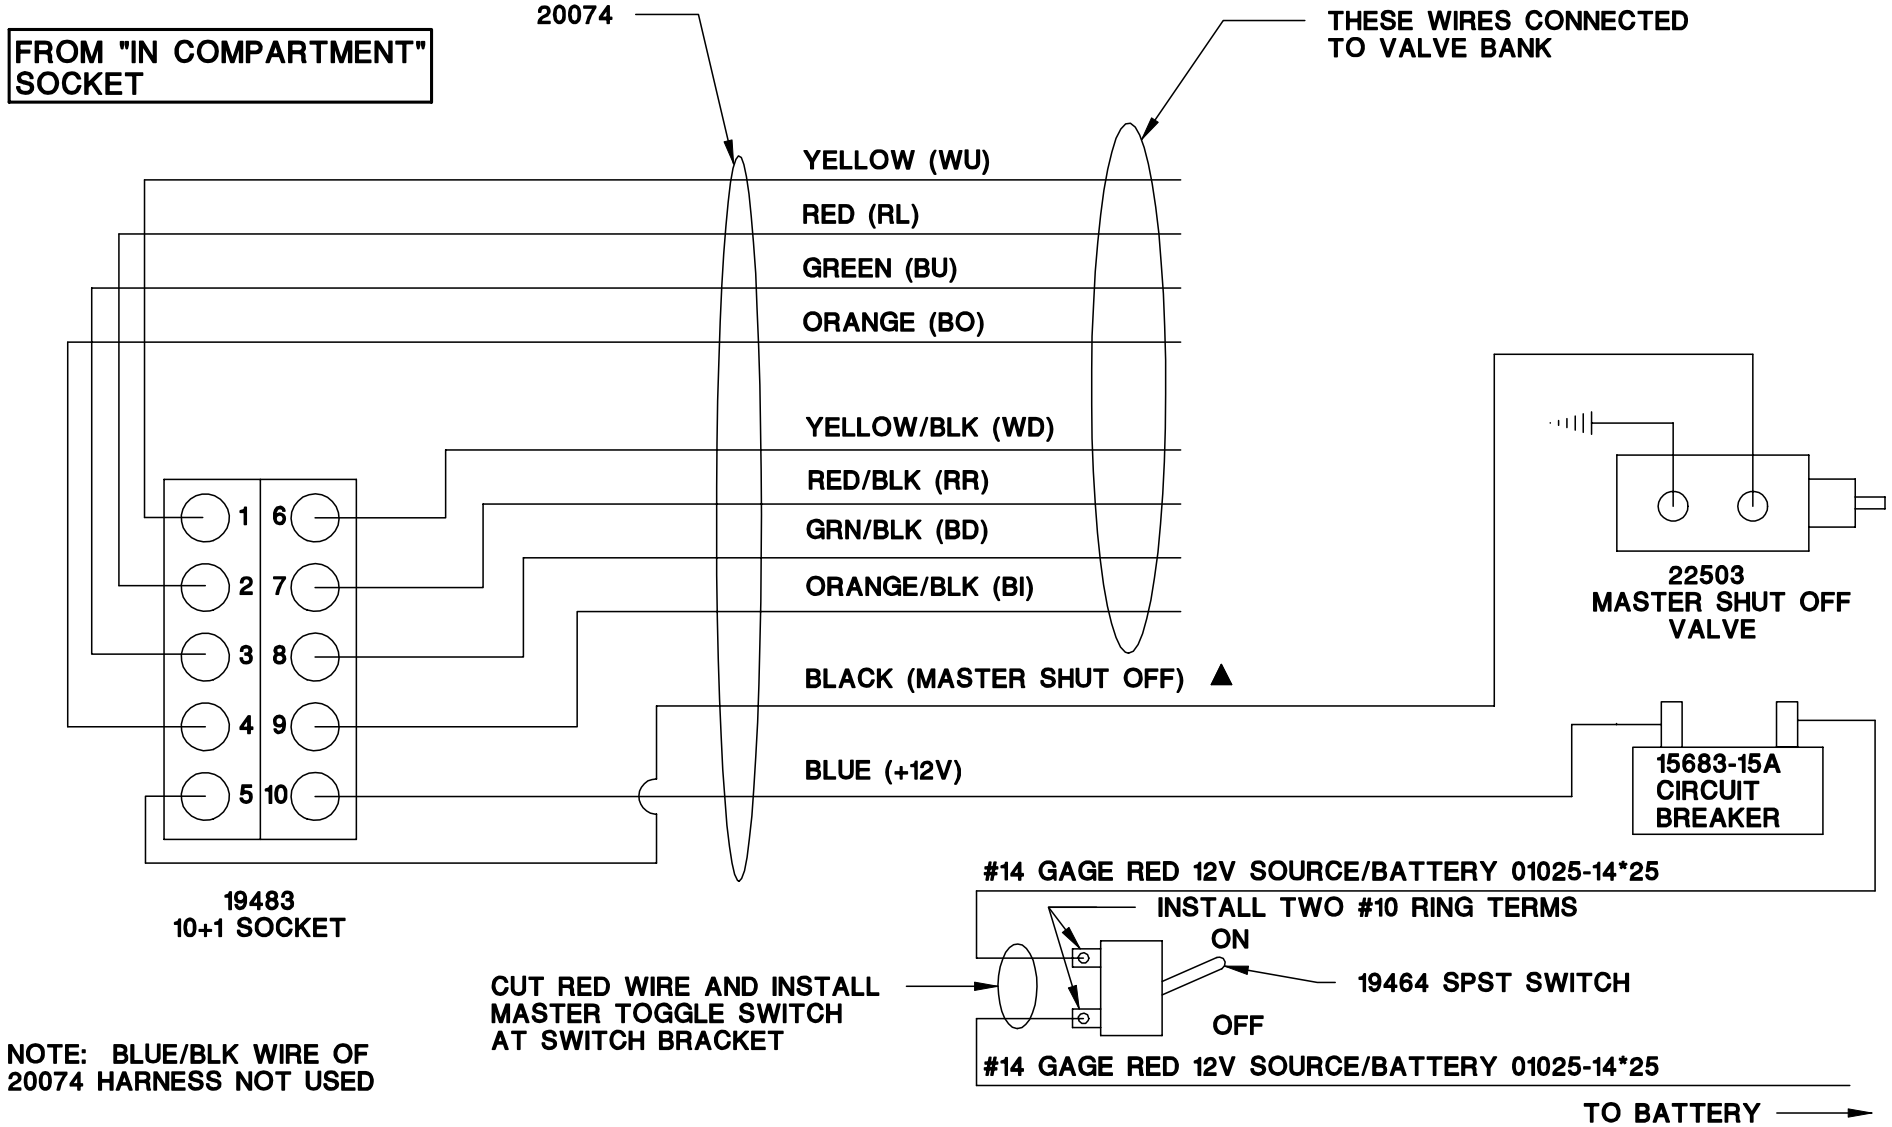 20074
THESE WIRES CONNECTED
TO VALVE BANK
FROM "IN COMPARTMENT"
SOCKET
YELLOW (WU)
RED (RL)
GREEN (BU)
ORANGE (BO)
YELLOW/BLK (WD)
RED/BLK (RR)
GRN/BLK (BD)
ORANGE/BLK (BI)
BLACK (MASTER SHUT OFF) ▲
BLUE (+12V)
1 6
2 7
3 8
4 9
5 10
19483
10+1 SOCKET
22503
MASTER SHUT OFF
VALVE
15683-15A
CIRCUIT
BREAKER
#14 GAGE RED 12V SOURCE/BATTERY 01025-14*25
INSTALL TWO #10 RING TERMS
ON
19464 SPST SWITCH
OFF
CUT RED WIRE AND INSTALL
MASTER TOGGLE SWITCH
AT SWITCH BRACKET
#14 GAGE RED 12V SOURCE/BATTERY 01025-14*25
TO BATTERY
NOTE: BLUE/BLK WIRE OF
20074 HARNESS NOT USED